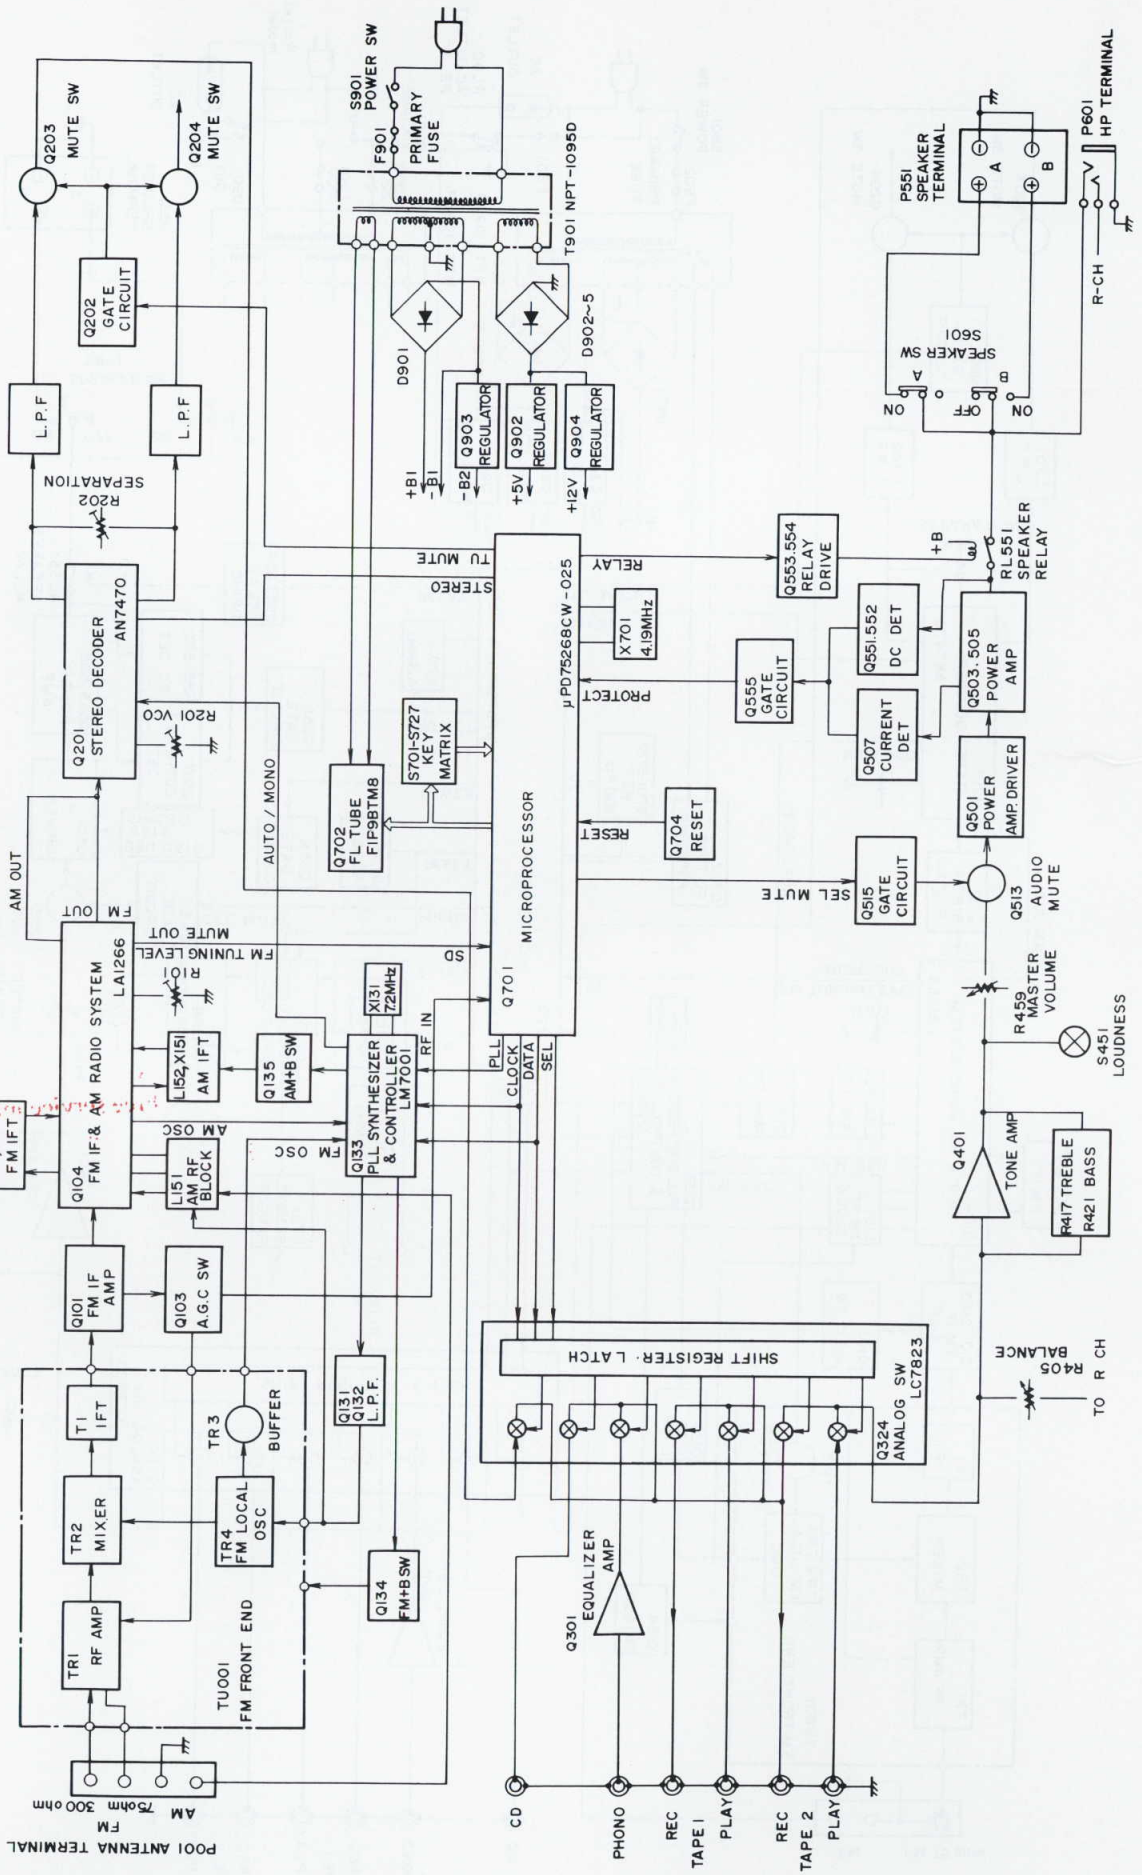 P001 ANTENNA TERMINAL
FM
300 ohm
75ohm
AM
TR1
RF AMP
TR2
MIXER
T1
IFT
TR4
FM LOCAL
OSC
TR3
BUFFER
TU001
FM FRONT END
Q101
FM IF
AMP
Q103
A.G.C SW
FM IFT
Q104
FM IF & AM RADIO SYSTEM
LA1266
AM OUT
FM
OUT
MUTE OUT
FM TUNING LEVEL
SD
R101
L151
AM RF
BLOCK
AM OSC
FM OSC
L152,X151
AM IFT
Q135
AM+B SW
Q133
PLL SYNTHESIZER
& CONTROLLER
LM7001
X131
7.2MHz
RF IN
AUTO / MONO
Q131
Q132
L.P.F.
Q134
FM+B SW
Q201
STEREO DECODER
AN7470
R201 VCO
R202
SEPARATION
L.P.F
L.P.F
Q202
GATE
CIRCUIT
Q203
MUTE SW
Q204
MUTE SW
TU MUTE
STEREO
Q702
FL TUBE
FIP9BTM8
S701-S727
KEY
MATRIX
Q701
MICROPROCESSOR
μPD75268CW-025
PLL
CLOCK
DATA
SEL
RESET
Q704
RESET
SEL MUTE
PROTECT
RELAY
X701
4.19MHz
S901
POWER SW
F901
PRIMARY
FUSE
T901 NPT-1095D
D901
D902~5
+B1
-B1
-B2
Q903
REGULATOR
+5V
Q902
REGULATOR
+12V
Q904
REGULATOR
CD
PHONO
REC
TAPE 1
PLAY
REC
TAPE 2
PLAY
Q301
EQUALIZER
AMP
SHIFT REGISTER · LATCH
Q324
ANALOG SW
LC7823
R405
BALANCE
TO R CH
Q401
TONE AMP
R417 TREBLE
R421 BASS
S451
LOUDNESS
R459
MASTER
VOLUME
Q513
AUDIO
MUTE
Q515
GATE
CIRCUIT
Q501
POWER
AMP. DRIVER
Q503.505
POWER
AMP
Q507
CURRENT
DET
Q551.552
DC DET
Q555
GATE
CIRCUIT
Q553.554
RELAY
DRIVE
+B
RL551
SPEAKER
RELAY
S601
SPEAKER SW
ON
A
OFF
B
ON
P551
SPEAKER
TERMINAL
A
B
R-CH
P601
HP TERMINAL